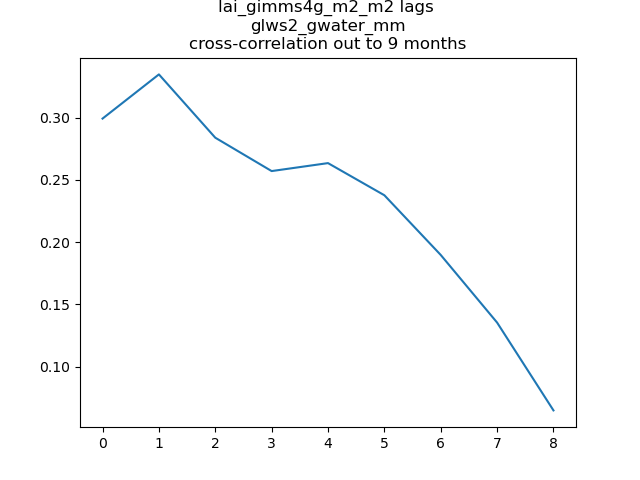 lai_gimms4g_m2_m2 lags
glws2_gwater_mm
cross-correlation out to 9 months
0.30
0.25
0.20
0.15
0.10
0 1 2 3 4 5 6 7 8